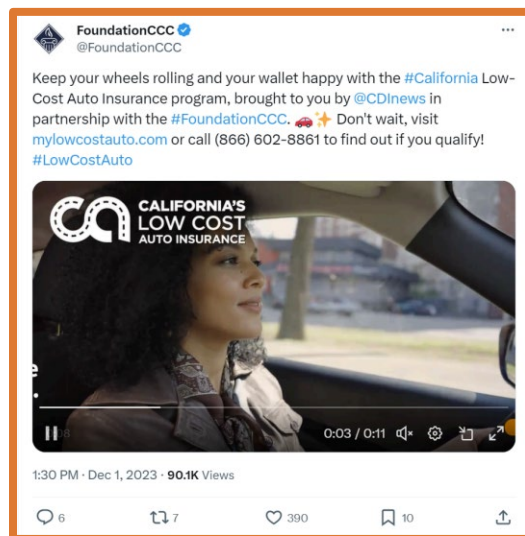 FoundationCCC
@FoundationCCC
Keep your wheels rolling and your wallet happy with the #California Low-
Cost Auto Insurance program, brought to you by @CDInews in
partnership with the #FoundationCCC. 🚗✨ Don't wait, visit
mylowcostauto.com or call (866) 602-8861 to find out if you qualify!
#LowCostAuto
ca CALIFORNIA'S
LOW COST
AUTO INSURANCE
e
.
0:03 / 0:11
1:30 PM · Dec 1, 2023 · 90.1K Views
6 7 390 10